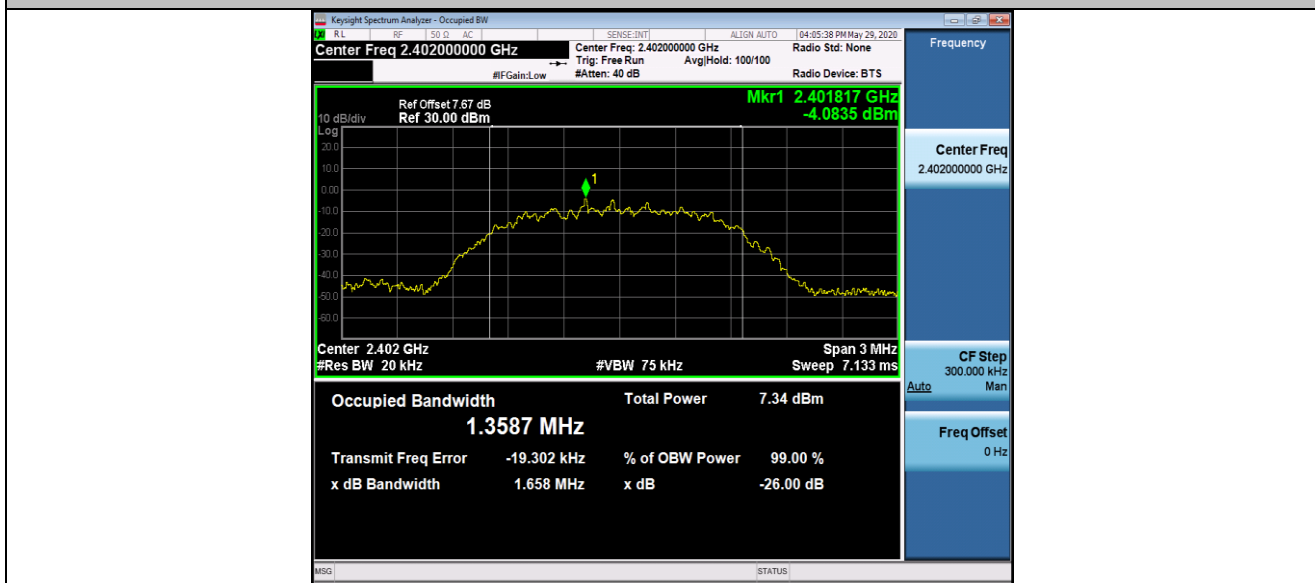 Keysight Spectrum Analyzer - Occupied BW
RL RF 50 Ω AC SENSE:INT ALIGN AUTO 04:05:38 PM May 29, 2020
Center Freq 2.402000000 GHz
Center Freq: 2.402000000 GHz Radio Std: None
Trig: Free Run Avg|Hold: 100/100
#IFGain:Low #Atten: 40 dB Radio Device: BTS
Mkr1 2.401817 GHz
-4.0835 dBm
Ref Offset 7.67 dB
10 dB/div Ref 30.00 dBm
Log
20.0
10.0
0.00
-10.0
-20.0
-30.0
-40.0
-50.0
-60.0
1
Center 2.402 GHz Span 3 MHz
#Res BW 20 kHz #VBW 75 kHz Sweep 7.133 ms
Occupied Bandwidth Total Power 7.34 dBm
1.3587 MHz
Transmit Freq Error -19.302 kHz % of OBW Power 99.00 %
x dB Bandwidth 1.658 MHz x dB -26.00 dB
MSG STATUS
Frequency
Center Freq
2.402000000 GHz
CF Step
300.000 kHz
Auto Man
Freq Offset
0 Hz